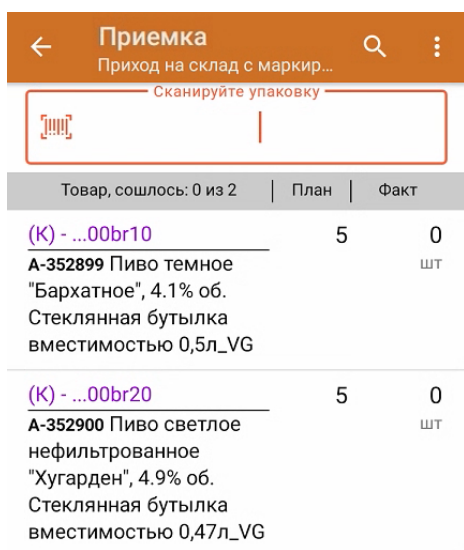 Приемка
Приход на склад с маркир...
Сканируйте упаковку
Товар, сошлось: 0 из 2 | План | Факт
(К) - ...00br10 5 0
А-352899 Пиво темное шт
"Бархатное", 4.1% об.
Стеклянная бутылка
вместимостью 0,5л_VG
(К) - ...00br20 5 0
А-352900 Пиво светлое шт
нефильтрованное
"Хугарден", 4.9% об.
Стеклянная бутылка
вместимостью 0,47л_VG